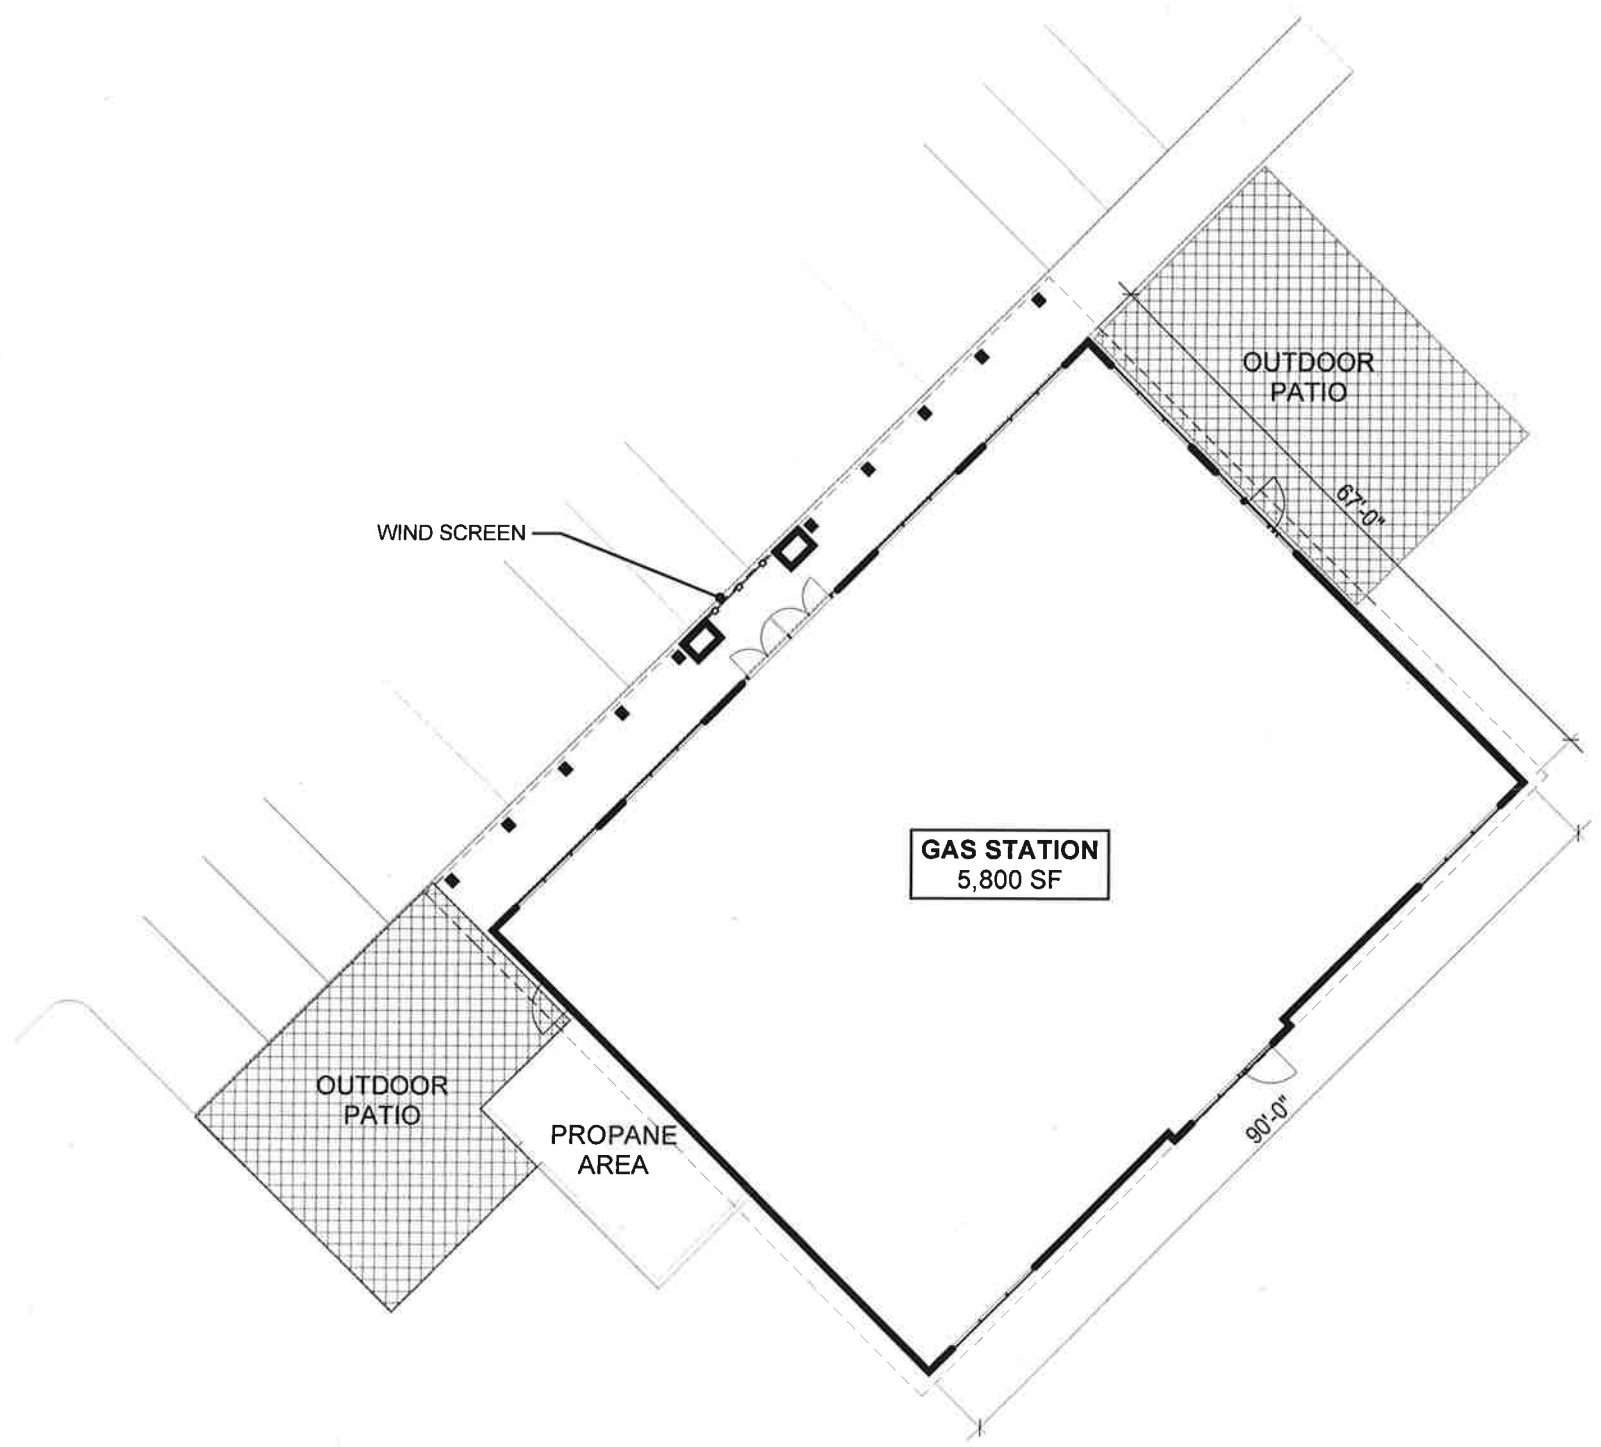 OUTDOOR
PATIO
67'-0"
WIND SCREEN
GAS STATION
5,800 SF
OUTDOOR
PATIO
PROPANE
AREA
90'-0"